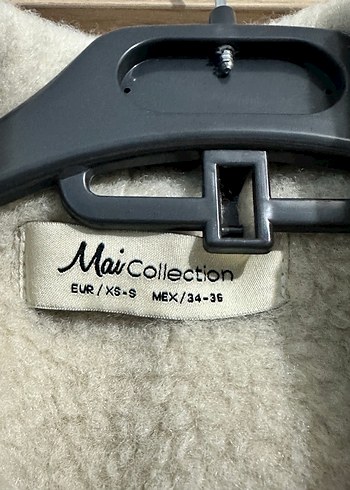 Mai Collection
EUR / XS-S MEX/34-36